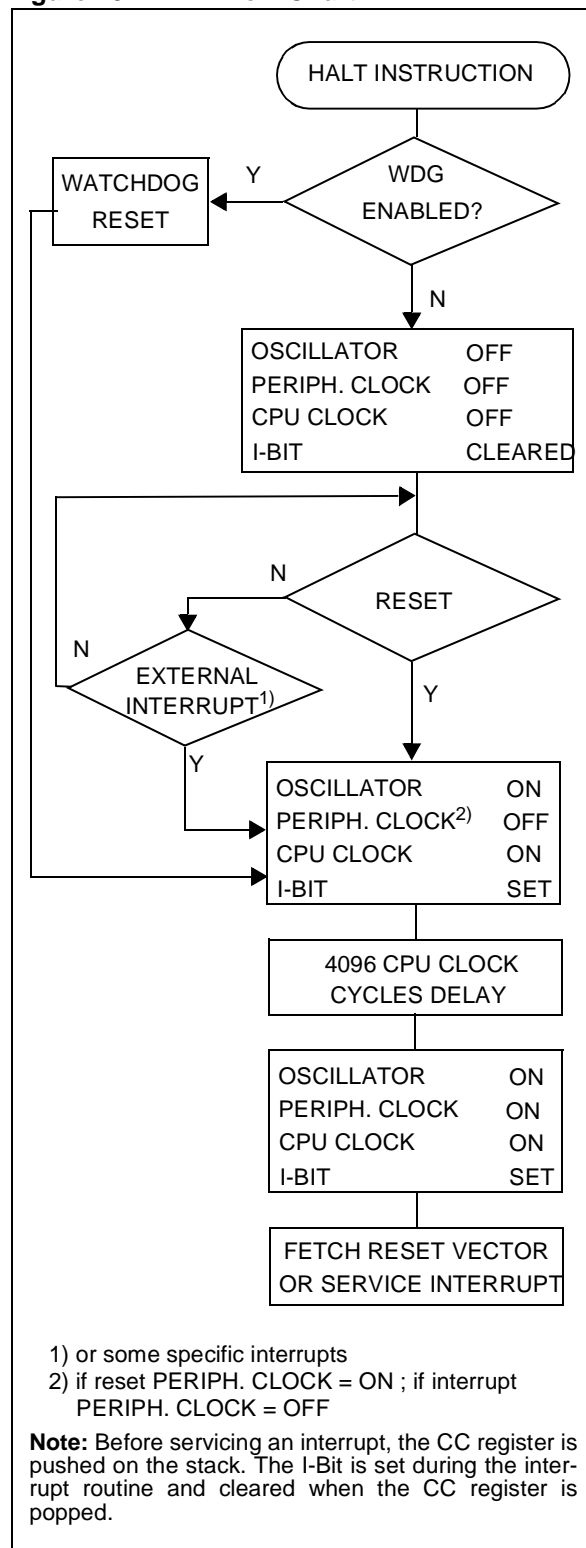 HALT INSTRUCTION
WDG
ENABLED?
Y
WATCHDOG
RESET
N
OSCILLATOR OFF
PERIPH. CLOCK OFF
CPU CLOCK OFF
I-BIT CLEARED
RESET
N
N
EXTERNAL
INTERRUPT1)
Y
Y
OSCILLATOR ON
PERIPH. CLOCK2) OFF
CPU CLOCK ON
I-BIT SET
4096 CPU CLOCK
CYCLES DELAY
OSCILLATOR ON
PERIPH. CLOCK ON
CPU CLOCK ON
I-BIT SET
FETCH RESET VECTOR
OR SERVICE INTERRUPT
1) or some specific interrupts
2) if reset PERIPH. CLOCK = ON ; if interrupt
PERIPH. CLOCK = OFF
Note: Before servicing an interrupt, the CC register is
pushed on the stack. The I-Bit is set during the inter-
rupt routine and cleared when the CC register is
popped.